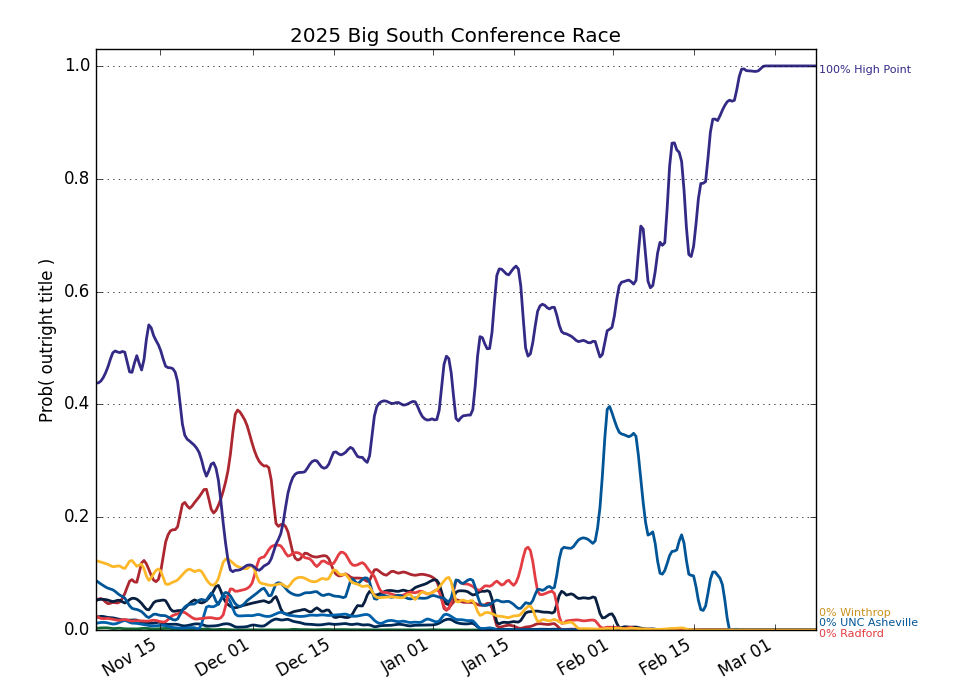 2025 Big South Conference Race
1.0
0.8
0.6
0.4
0.2
0.0
Prob( outright title )
100% High Point
0% Winthrop
0% UNC Asheville
0% Radford
Nov 15
Dec 01
Dec 15
Jan 01
Jan 15
Feb 01
Feb 15
Mar 01